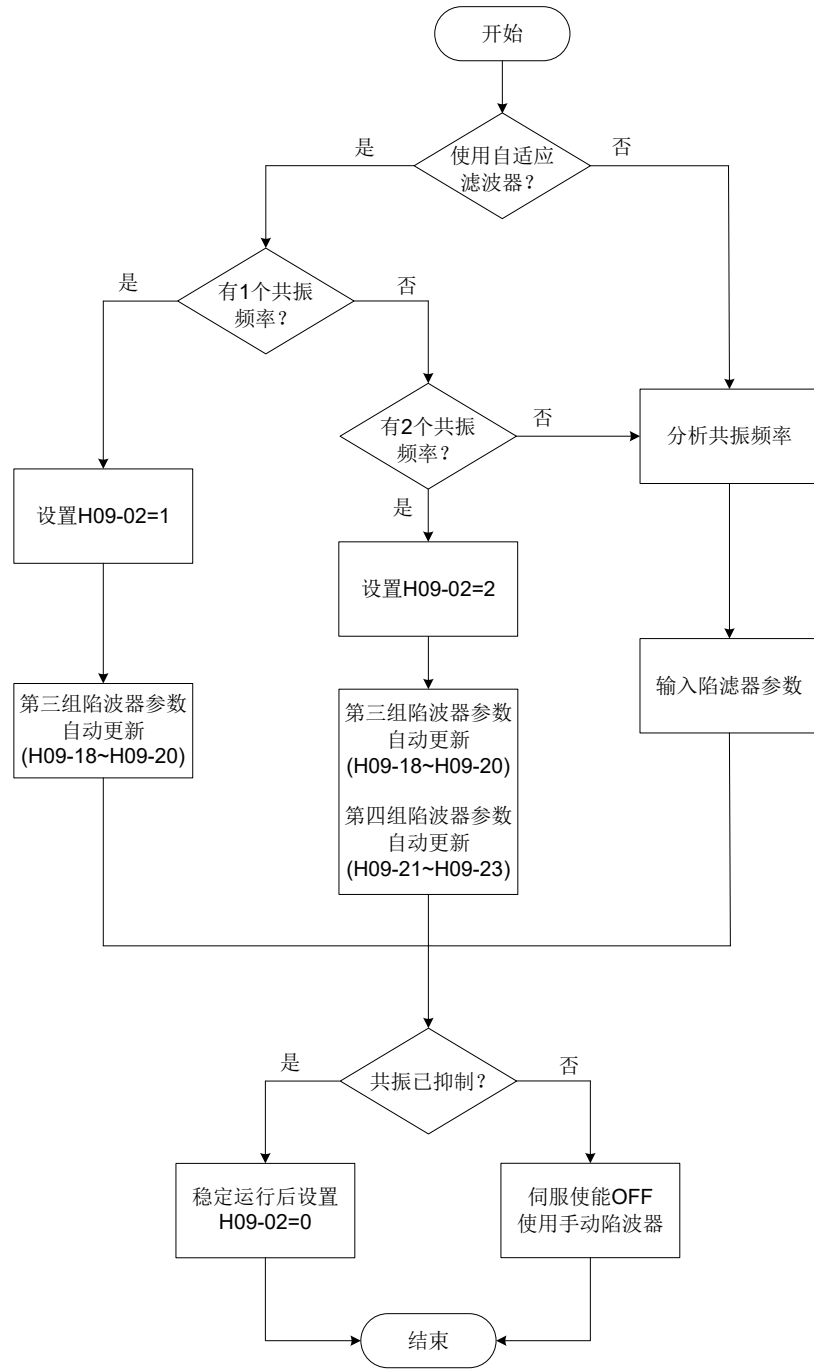 开始
使用自适应
滤波器？
是
否
有1个共振
频率？
是
否
有2个共振
频率？
否
是
分析共振频率
设置H09-02=1
设置H09-02=2
第三组陷波器参数
自动更新
(H09-18~H09-20)
第三组陷波器参数
自动更新
(H09-18~H09-20)
第四组陷波器参数
自动更新
(H09-21~H09-23)
输入陷滤器参数
共振已抑制？
是
否
稳定运行后设置
H09-02=0
伺服使能OFF
使用手动陷波器
结束